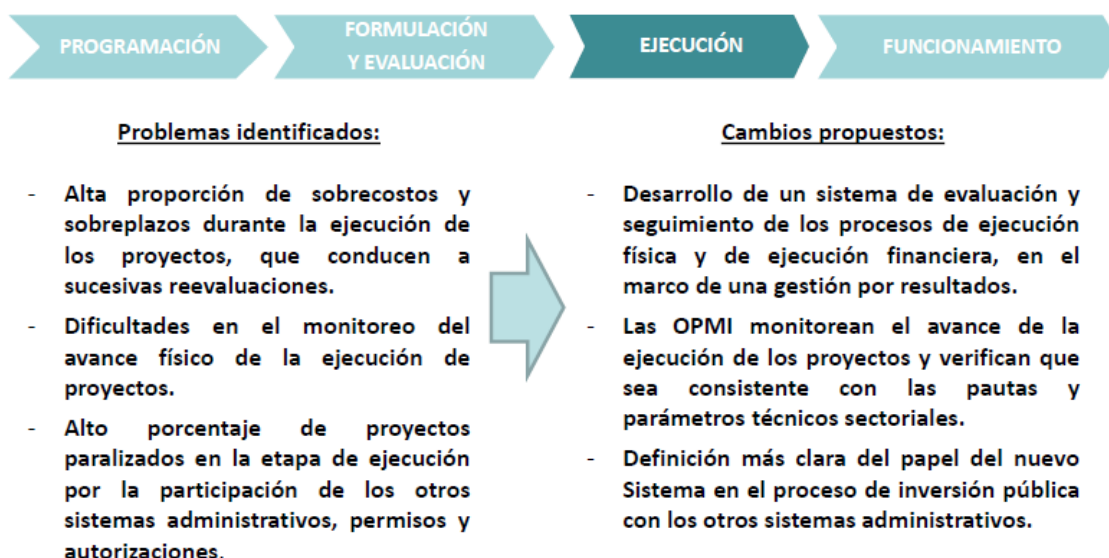 PROGRAMACIÓN
FORMULACIÓN
Y EVALUACIÓN
EJECUCIÓN
FUNCIONAMIENTO
Problemas identificados:
- Alta proporción de sobrecostos y
sobreplazos durante la ejecución de
los proyectos, que conducen a
sucesivas reevaluaciones.
- Dificultades en el monitoreo del
avance físico de la ejecución de
proyectos.
- Alto porcentaje de proyectos
paralizados en la etapa de ejecución
por la participación de los otros
sistemas administrativos, permisos y
autorizaciones.
Cambios propuestos:
- Desarrollo de un sistema de evaluación y
seguimiento de los procesos de ejecución
física y de ejecución financiera, en el
marco de una gestión por resultados.
- Las OPMI monitorean el avance de la
ejecución de los proyectos y verifican que
sea consistente con las pautas y
parámetros técnicos sectoriales.
- Definición más clara del papel del nuevo
Sistema en el proceso de inversión pública
con los otros sistemas administrativos.